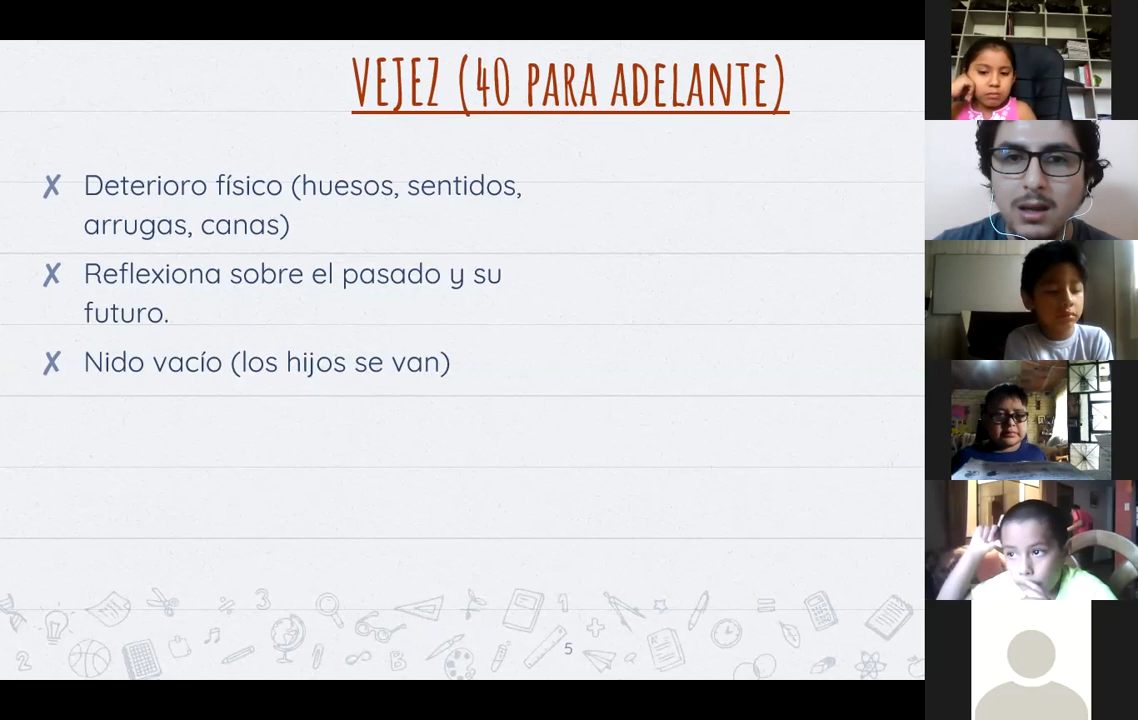 VEJEZ (40 PARA ADELANTE)
✗ Deterioro físico (huesos, sentidos,
arrugas, canas)
✗ Reflexiona sobre el pasado y su
futuro.
✗ Nido vacío (los hijos se van)
5